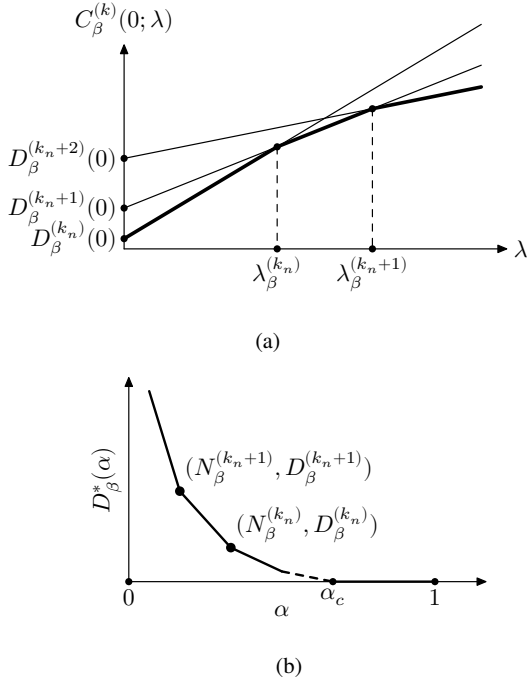 C_β^{(k)}(0; λ)
D_β^{(k_n+2)}(0)
D_β^{(k_n+1)}(0)
D_β^{(k_n)}(0)
λ
λ_β^{(k_n)} λ_β^{(k_n+1)}
(a)
D_β^*(α)
(N_β^{(k_n+1)}, D_β^{(k_n+1)})
(N_β^{(k_n)}, D_β^{(k_n)})
0 α α_c 1
(b)